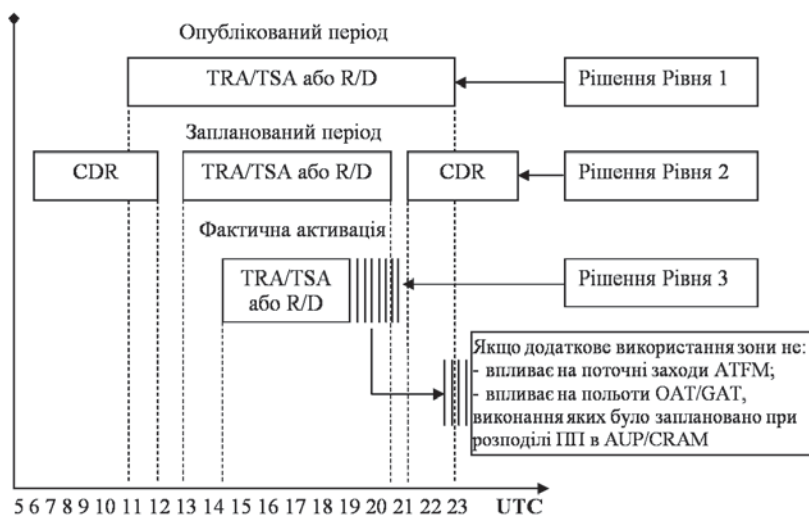 Опублікований період
TRA/TSA або R/D
Рішення Рівня 1
Запланований період
CDR
TRA/TSA або R/D
CDR
Рішення Рівня 2
Фактична активація
TRA/TSA
або R/D
Рішення Рівня 3
Якщо додаткове використання зони не:
- впливає на поточні заходи ATFM;
- впливає на польоти OAT/GAT,
виконання яких було заплановано при
розподілі ПП в AUP/CRAM
5 6 7 8 9 10 11 12 13 14 15 16 17 18 19 20 21 22 23 UTC